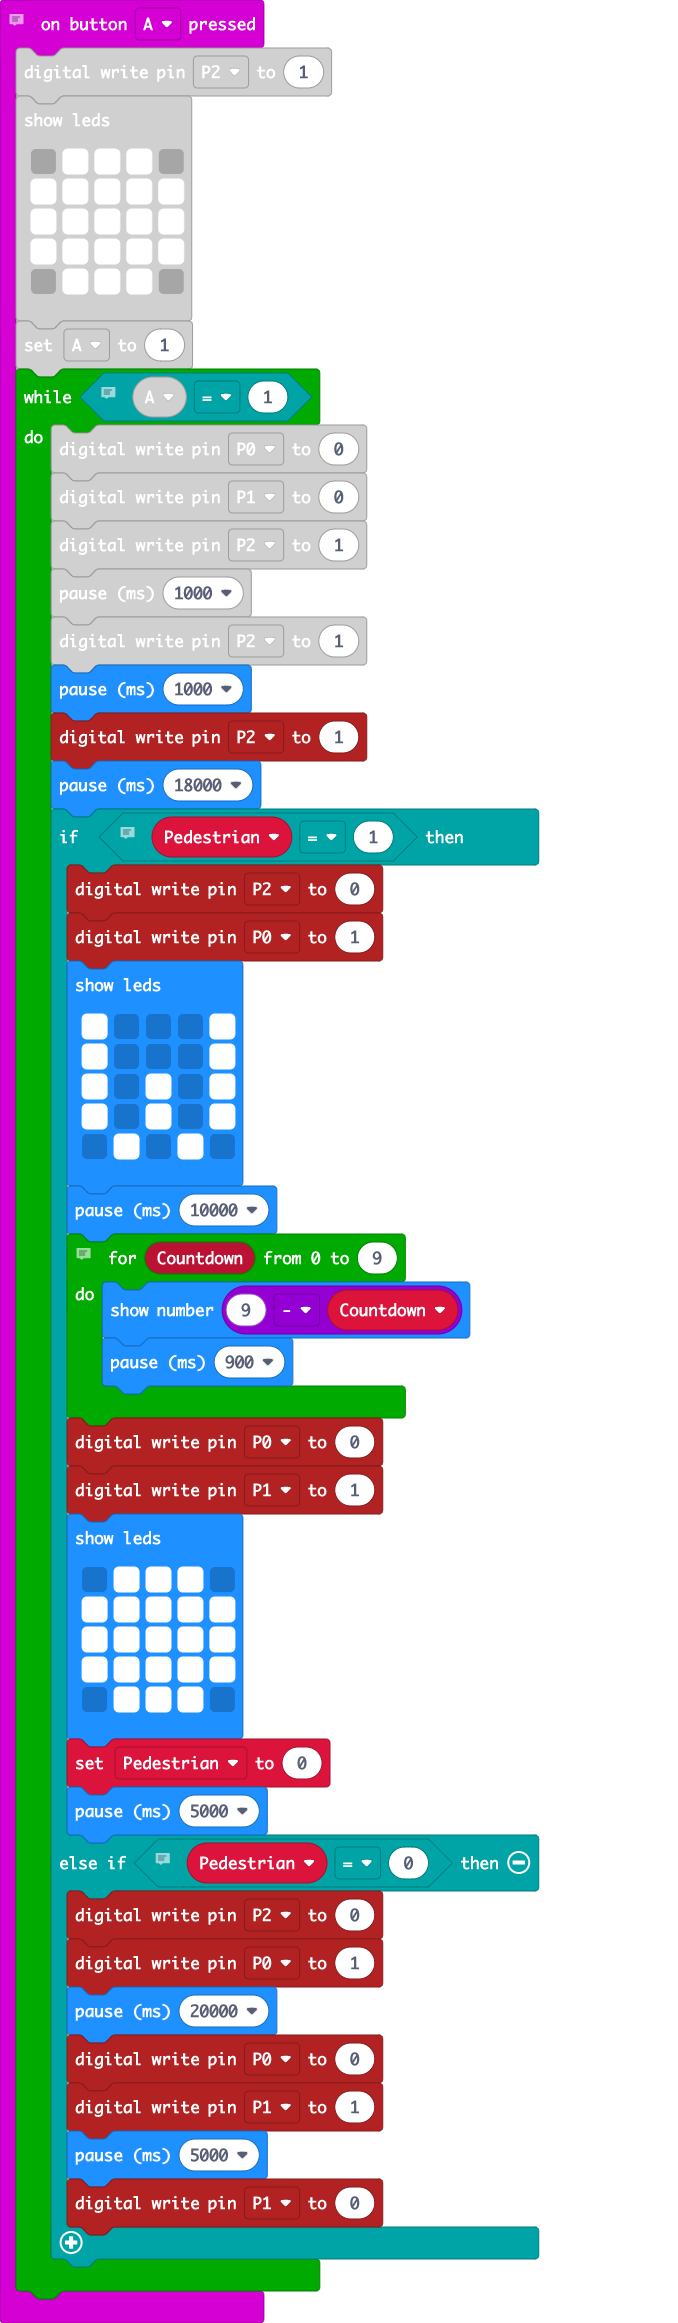 on button A pressed
digital write pin P2 to 1
show leds
set A to 1
while A = 1
do
digital write pin P0 to 0
digital write pin P1 to 0
digital write pin P2 to 1
pause (ms) 1000
digital write pin P2 to 1
pause (ms) 1000
digital write pin P2 to 1
pause (ms) 18000
if Pedestrian = 1 then
digital write pin P2 to 0
digital write pin P0 to 1
show leds
pause (ms) 10000
for Countdown from 0 to 9
do
show number 9 - Countdown
pause (ms) 900
digital write pin P0 to 0
digital write pin P1 to 1
show leds
set Pedestrian to 0
pause (ms) 5000
else if Pedestrian = 0 then
digital write pin P2 to 0
digital write pin P0 to 1
pause (ms) 20000
digital write pin P0 to 0
digital write pin P1 to 1
pause (ms) 5000
digital write pin P1 to 0